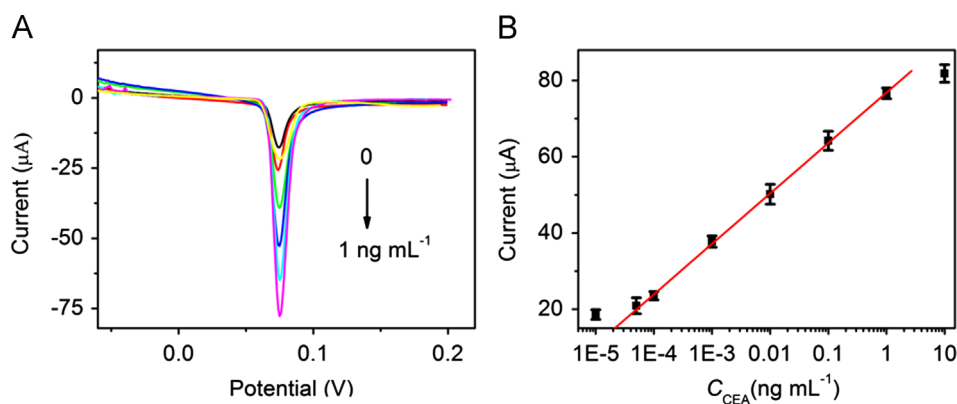 A
B
0
-25
-50
-75
Current (μA)
0
1 ng mL⁻¹
0.0
0.1
0.2
Potential (V)
80
60
40
20
Current (μA)
1E-5
1E-4
1E-3
0.01
0.1
1
10
C_CEA(ng mL⁻¹)